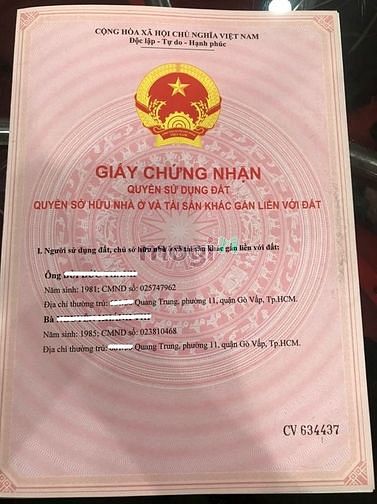 CỘNG HÒA XÃ HỘI CHỦ NGHĨA VIỆT NAM
Độc lập - Tự do - Hạnh phúc
GIẤY CHỨNG NHẬN
QUYỀN SỬ DỤNG ĐẤT
QUYỀN SỞ HỮU NHÀ Ở VÀ TÀI SẢN KHÁC GẮN LIỀN VỚI ĐẤT
I. Người sử dụng đất, chủ sở hữu nhà ở và tài sản khác gắn liền với đất:
mogi
Ông
Năm sinh: 1981; CMND số: 025747962
Địa chỉ thường trú: Quang Trung, phường 11, quận Gò Vấp, Tp.HCM.
Bà
Năm sinh: 1985; CMND số: 023810468
Địa chỉ thường trú: Quang Trung, phường 11, quận Gò Vấp, Tp.HCM.
CV 634437